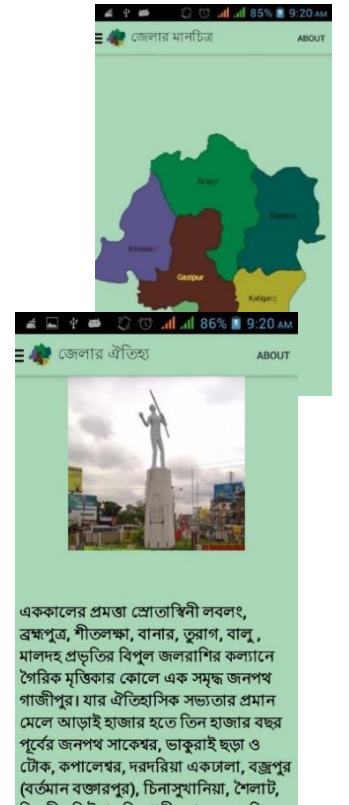 85% 9:20 AM
জেলার মানচিত্র ABOUT
Gazipur
Kaliganj
86% 9:20 AM
জেলার ঐতিহ্য ABOUT
এককালের প্রমত্তা স্রোতাস্বিনী লবলং,
ব্রহ্মপুত্র, শীতলক্ষা, বানার, তুরাগ, বালু ,
মালদহ প্রভৃতির বিপুল জলরাশির কল্যানে
গৈরিক মৃত্তিকার কোলে এক সমৃদ্ধ জনপথ
গাজীপুর। যার ঐতিহাসিক সভ্যতার প্রমান
মেলে আড়াই হাজার হতে তিন হাজার বছর
পূর্বের জনপথ সাকেশ্বর, ভাকুরাই ছড়া ও
টোক, কপালেশ্বর, দরদরিয়া একঢালা, বজ্রপুর
(বর্তমান বক্তারপুর), চিনাসুখানিয়া, শৈলাট,